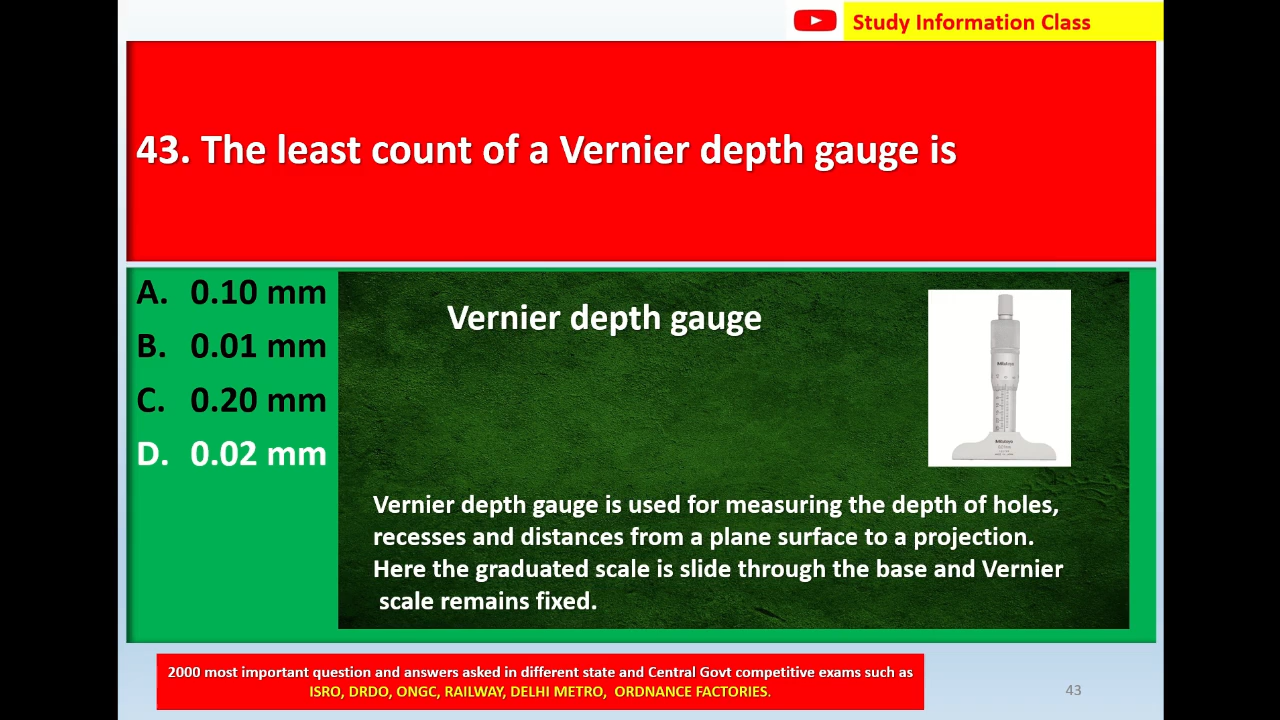 Study Information Class
43. The least count of a Vernier depth gauge is
A. 0.10 mm
B. 0.01 mm
C. 0.20 mm
D. 0.02 mm
Vernier depth gauge
Mitutoyo
Mitutoyo
Vernier depth gauge is used for measuring the depth of holes,
recesses and distances from a plane surface to a projection.
Here the graduated scale is slide through the base and Vernier
scale remains fixed.
2000 most important question and answers asked in different state and Central Govt competitive exams such as
ISRO, DRDO, ONGC, RAILWAY, DELHI METRO, ORDNANCE FACTORIES.
43